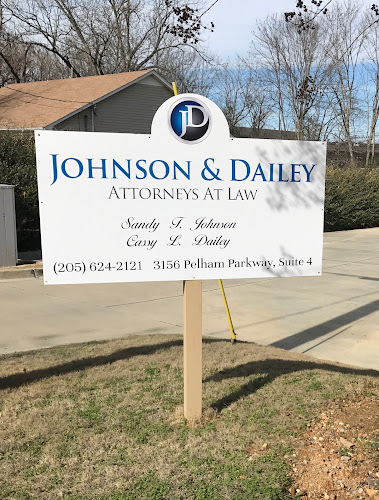 JD
JOHNSON & DAILEY
ATTORNEYS AT LAW
Sandy F. Johnson
Cassy L. Dailey
(205) 624-2121 3156 Pelham Parkway, Suite 4